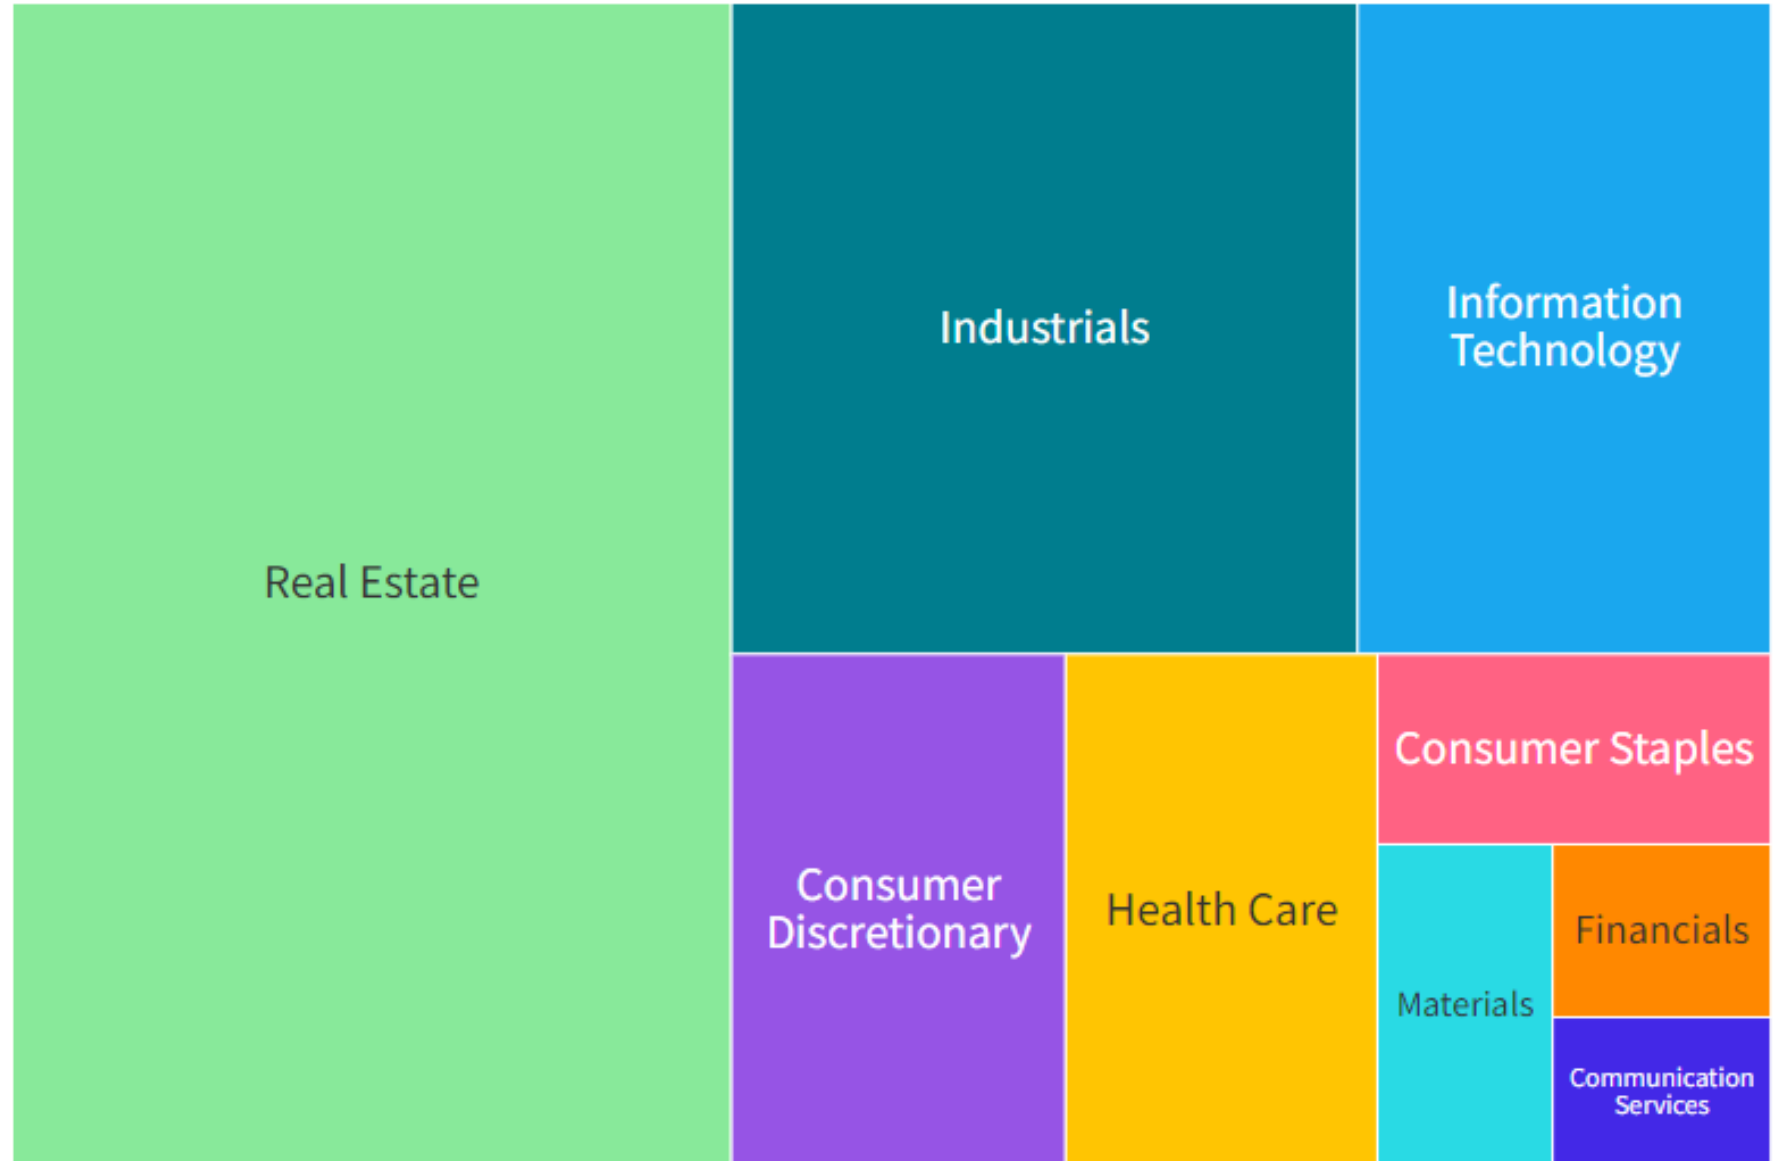 Real Estate
Industrials
Information
Technology
Consumer
Discretionary
Health Care
Consumer Staples
Materials
Financials
Communication
Services